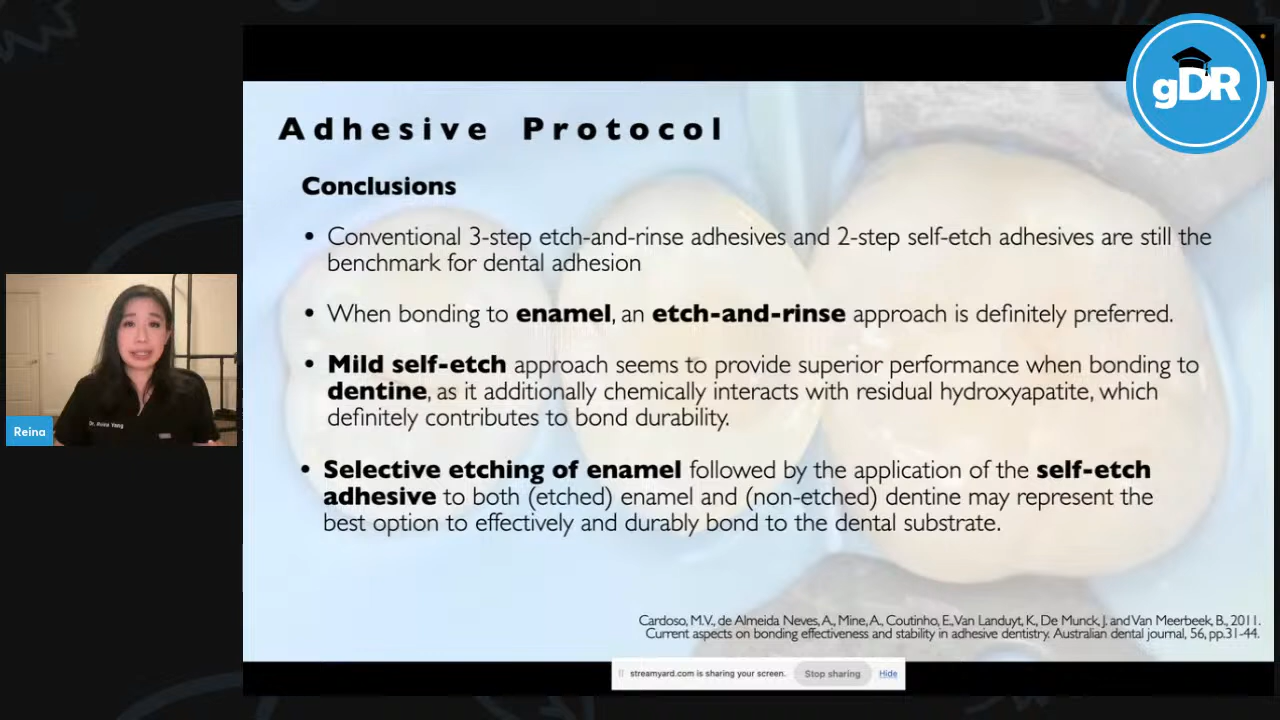 gDR
Adhesive Protocol
Conclusions
• Conventional 3-step etch-and-rinse adhesives and 2-step self-etch adhesives are still the
benchmark for dental adhesion
• When bonding to enamel, an etch-and-rinse approach is definitely preferred.
• Mild self-etch approach seems to provide superior performance when bonding to
dentine, as it additionally chemically interacts with residual hydroxyapatite, which
definitely contributes to bond durability.
• Selective etching of enamel followed by the application of the self-etch
adhesive to both (etched) enamel and (non-etched) dentine may represent the
best option to effectively and durably bond to the dental substrate.
Cardoso, M.V., de Almeida Neves, A., Mine, A., Coutinho, E., Van Landuyt, K., De Munck, J. and Van Meerbeek, B., 2011.
Current aspects on bonding effectiveness and stability in adhesive dentistry. Australian dental journal, 56, pp.31-44.
streamyard.com is sharing your screen.
Stop sharing
Hide
Reina